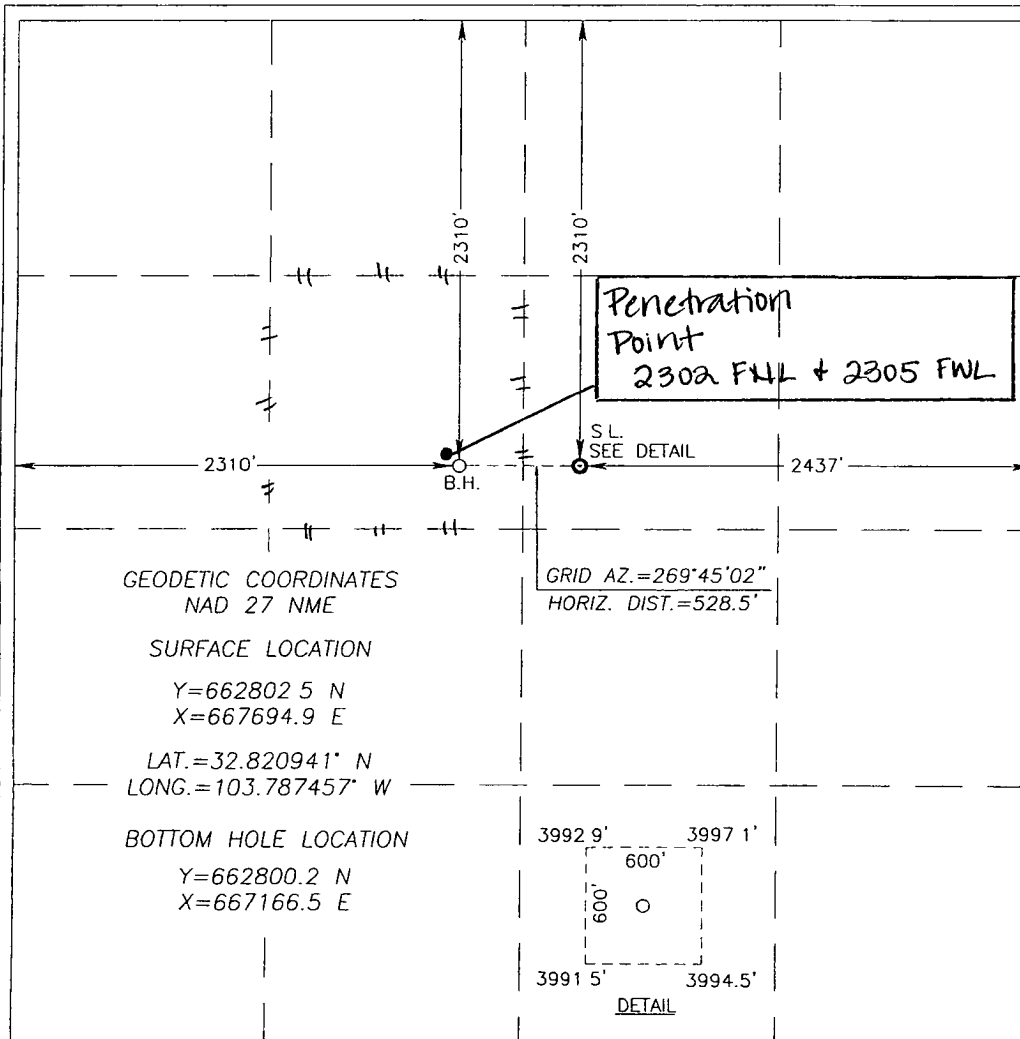 2310'
2310'
Penetration
Point
2302 FNL + 2305 FWL
S.L.
SEE DETAIL
2310'
2437'
B.H.
GEODETIC COORDINATES
NAD 27 NME
GRID AZ.=269°45'02"
HORIZ. DIST.=528.5'
SURFACE LOCATION
Y=662802 5 N
X=667694.9 E
LAT.=32.820941° N
LONG.=103.787457° W
BOTTOM HOLE LOCATION
Y=662800.2 N
X=667166.5 E
3992 9'
3997 1'
600'
600'
3991 5'
3994.5'
DETAIL